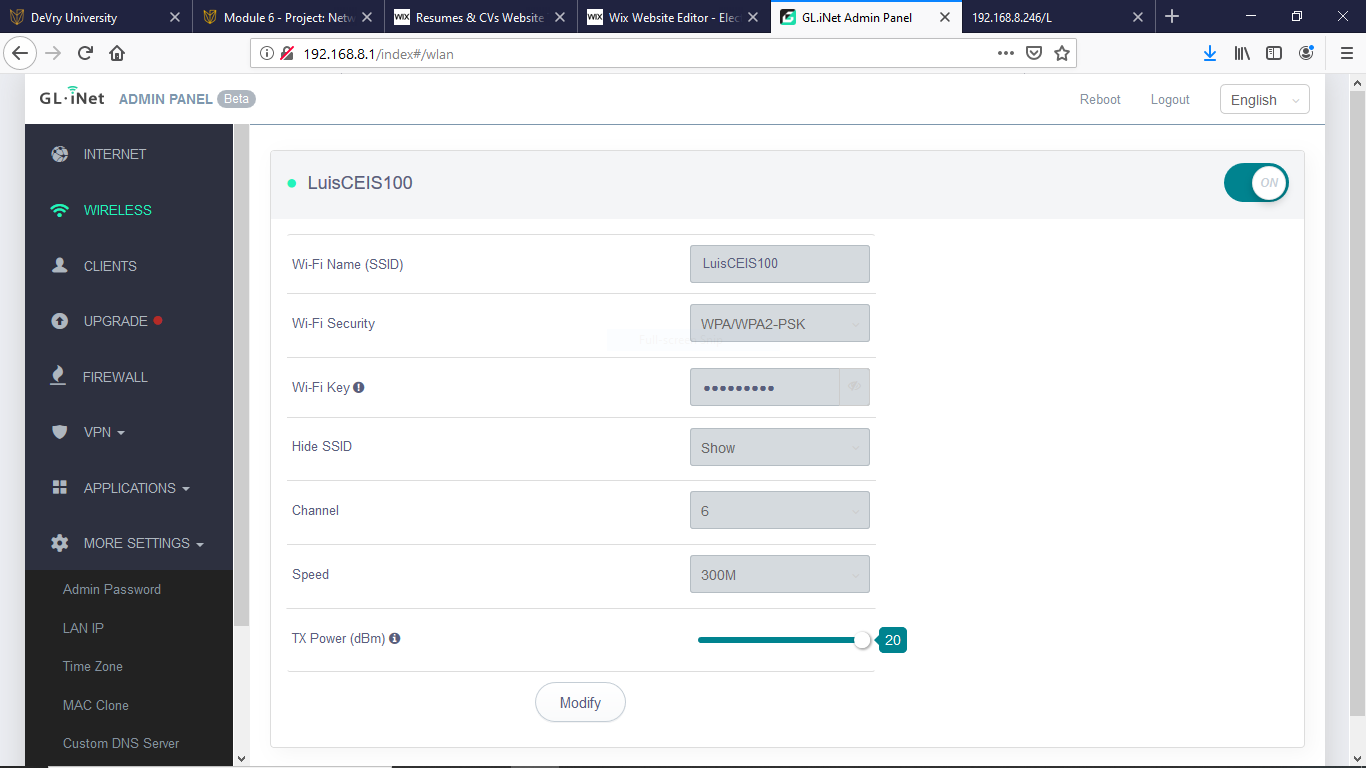 DeVry University
Module 6 - Project: Netw
WIX Resumes & CVs Website
WIX Wix Website Editor - Elec
GL.iNet Admin Panel
192.168.8.246/L
192.168.8.1/index#/wlan
GL·iNet ADMIN PANEL Beta
Reboot Logout English
INTERNET
WIRELESS
CLIENTS
UPGRADE
FIREWALL
VPN
APPLICATIONS
MORE SETTINGS
Admin Password
LAN IP
Time Zone
MAC Clone
Custom DNS Server
LuisCEIS100 ON
Wi-Fi Name (SSID) LuisCEIS100
Wi-Fi Security WPA/WPA2-PSK
Wi-Fi Key
Hide SSID Show
Channel 6
Speed 300M
TX Power (dBm) 20
Modify